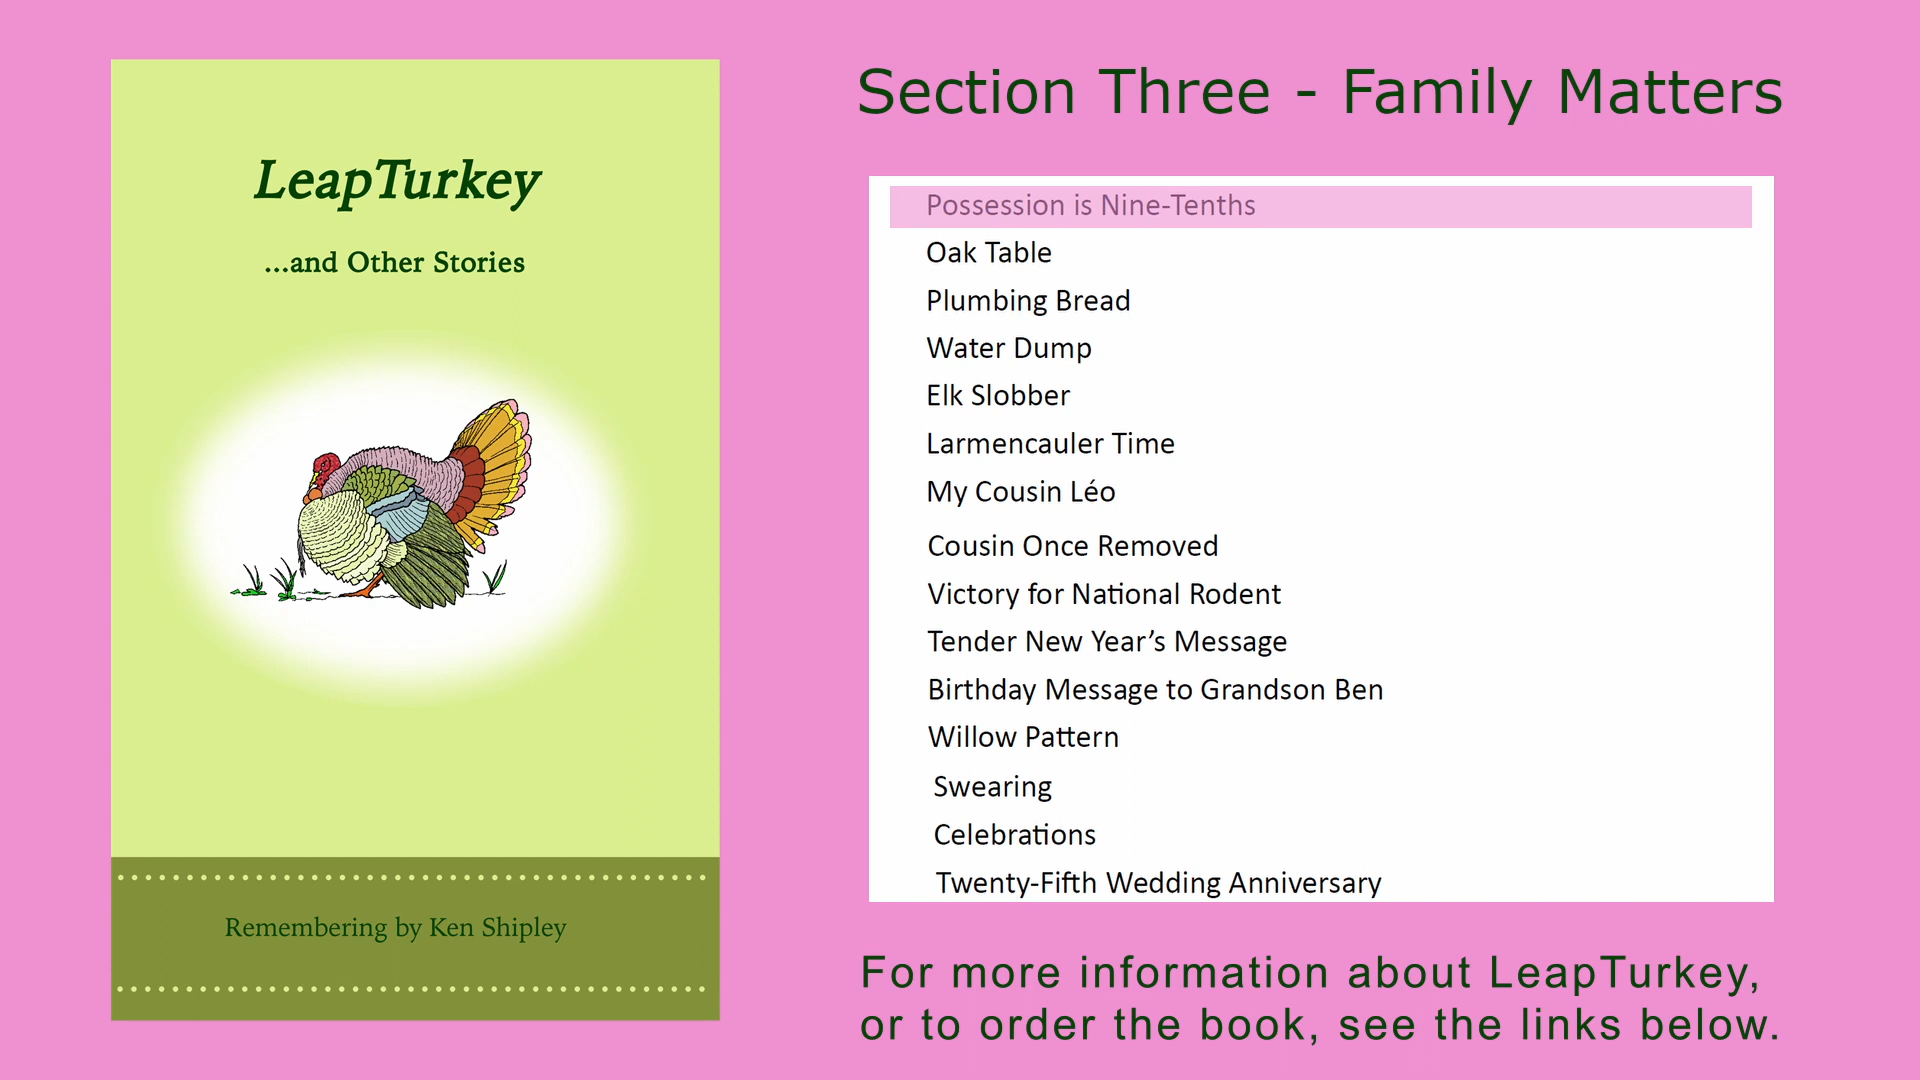 LeapTurkey
...and Other Stories
Remembering by Ken Shipley
Section Three - Family Matters
Possession is Nine-Tenths
Oak Table
Plumbing Bread
Water Dump
Elk Slobber
Larmencauler Time
My Cousin Léo
Cousin Once Removed
Victory for National Rodent
Tender New Year’s Message
Birthday Message to Grandson Ben
Willow Pattern
Swearing
Celebrations
Twenty-Fifth Wedding Anniversary
For more information about LeapTurkey,
or to order the book, see the links below.